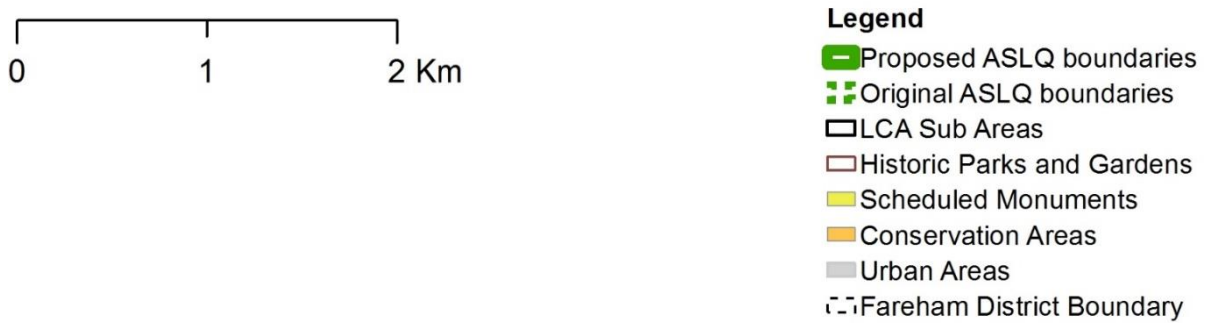 0 1 2 Km
Legend
Proposed ASLQ boundaries
Original ASLQ boundaries
LCA Sub Areas
Historic Parks and Gardens
Scheduled Monuments
Conservation Areas
Urban Areas
Fareham District Boundary